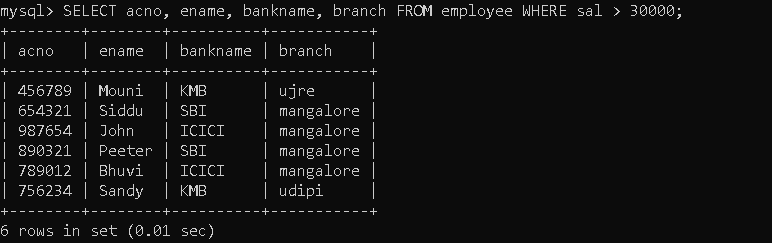 mysql> SELECT acno, ename, bankname, branch FROM employee WHERE sal > 30000;
+--------+--------+----------+-----------+
| acno   | ename  | bankname | branch    |
+--------+--------+----------+-----------+
| 456789 | Mouni  | KMB      | ujre      |
| 654321 | Siddu  | SBI      | mangalore |
| 987654 | John   | ICICI    | mangalore |
| 890321 | Peeter | SBI      | mangalore |
| 789012 | Bhuvi  | ICICI    | mangalore |
| 756234 | Sandy  | KMB      | udipi     |
+--------+--------+----------+-----------+
6 rows in set (0.01 sec)